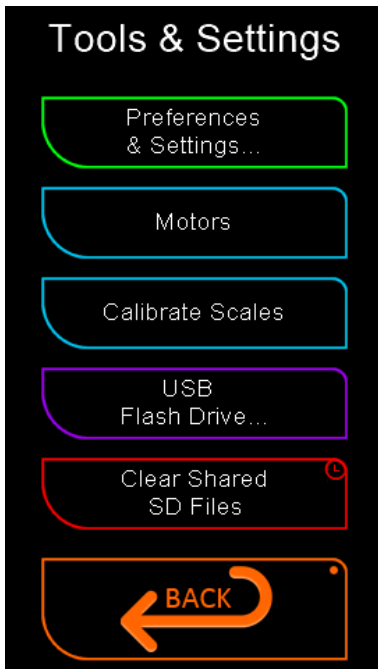 Tools & Settings
Preferences
& Settings...
Motors
Calibrate Scales
USB
Flash Drive...
Clear Shared
SD Files
BACK